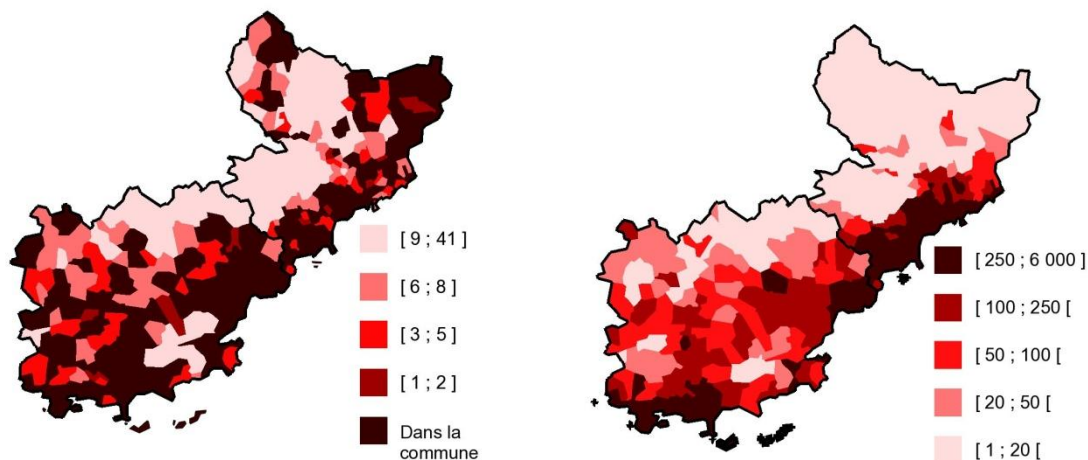 [ 9 ; 41 ]
[ 6 ; 8 ]
[ 3 ; 5 ]
[ 1 ; 2 ]
Dans la
commune
[ 250 ; 6 000 ]
[ 100 ; 250 [
[ 50 ; 100 [
[ 20 ; 50 [
[ 1 ; 20 [